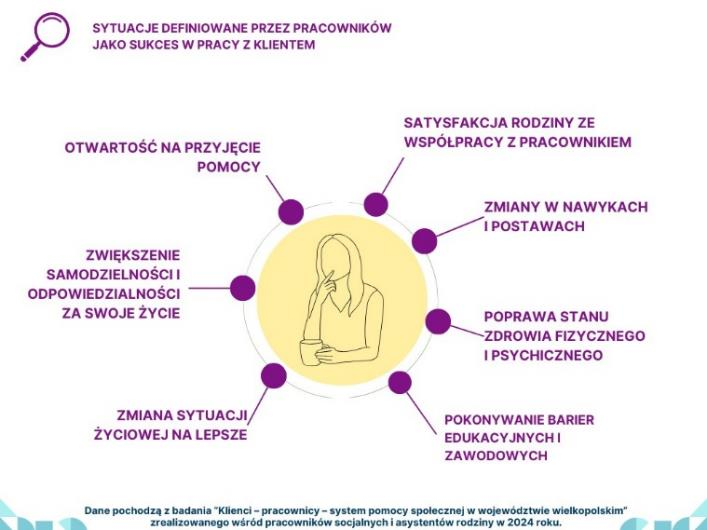 SYTUACJE DEFINIOWANE PRZEZ PRACOWNIKÓW
JAKO SUKCES W PRACY Z KLIENTEM
OTWARTOŚĆ NA PRZYJĘCIE
POMOCY
SATYSFAKCJA RODZINY ZE
WSPÓŁPRACY Z PRACOWNIKIEM
ZMIANY W NAWYKACH
I POSTAWACH
ZWIĘKSZENIE
SAMODZIELNOŚCI I
ODPOWIEDZIALNOŚCI
ZA SWOJE ŻYCIE
POPRAWA STANU
ZDROWIA FIZYCZNEGO
I PSYCHICZNEGO
ZMIANA SYTUACJI
ŻYCIOWEJ NA LEPSZE
POKONYWANIE BARIER
EDUKACYJNYCH I
ZAWODOWYCH
Dane pochodzą z badania "Klienci – pracownicy – system pomocy społecznej w województwie wielkopolskim"
zrealizowanego wśród pracowników socjalnych i asystentów rodziny w 2024 roku.